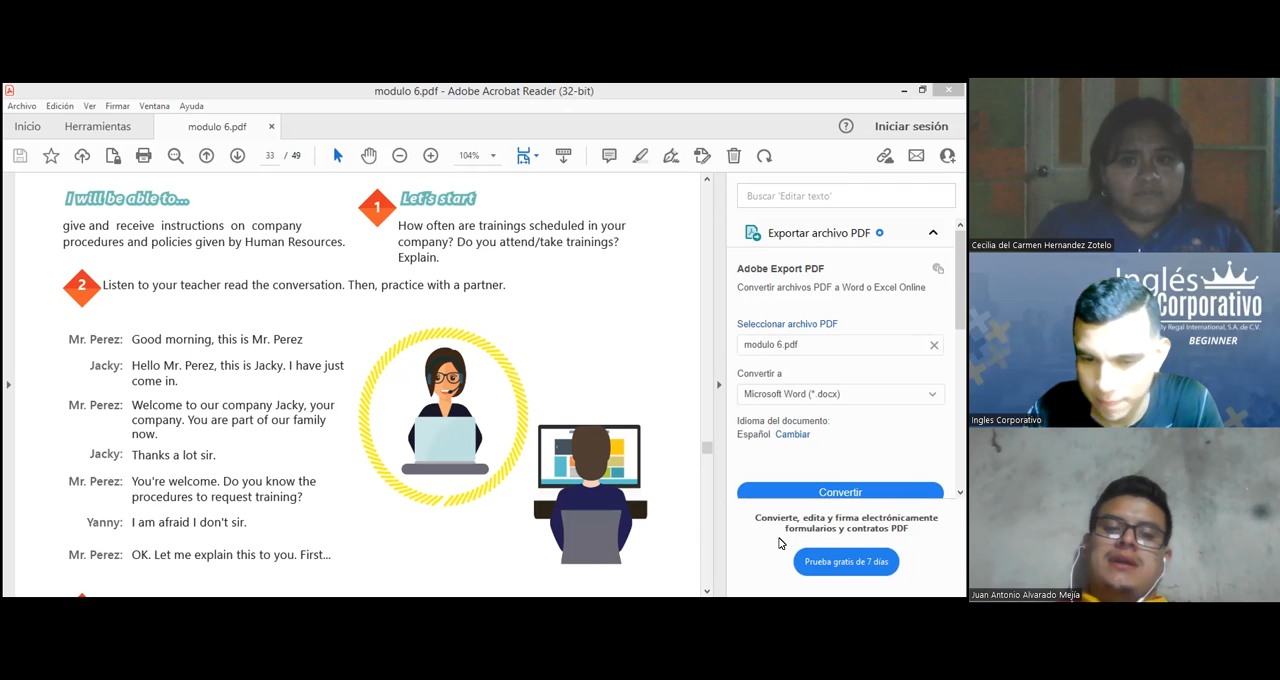 modulo 6.pdf - Adobe Acrobat Reader (32-bit)
Archivo Edición Ver Firmar Ventana Ayuda
Inicio Herramientas modulo 6.pdf × Iniciar sesión
33 / 49 104%
I will be able to...
give and receive instructions on company
procedures and policies given by Human Resources.
1 Let's start
How often are trainings scheduled in your
company? Do you attend/take trainings?
Explain.
2 Listen to your teacher read the conversation. Then, practice with a partner.
Mr. Perez: Good morning, this is Mr. Perez
Jacky: Hello Mr. Perez, this is Jacky. I have just
come in.
Mr. Perez: Welcome to our company Jacky, your
company. You are part of our family
now.
Jacky: Thanks a lot sir.
Mr. Perez: You're welcome. Do you know the
procedures to request training?
Yanny: I am afraid I don't sir.
Mr. Perez: OK. Let me explain this to you. First...
Buscar 'Editar texto'
Exportar archivo PDF
Adobe Export PDF
Convertir archivos PDF a Word o Excel Online
Seleccionar archivo PDF
modulo 6.pdf
Convertir a
Microsoft Word (*.docx)
Idioma del documento:
Español Cambiar
Convertir
Convierte, edita y firma electrónicamente
formularios y contratos PDF
Prueba gratis de 7 días
Cecilia del Carmen Hernandez Zotelo
Inglés
Corporativo
by Regal International, S.A. de C.V.
BEGINNER
Ingles Corporativo
Juan Antonio Alvarado Mejía